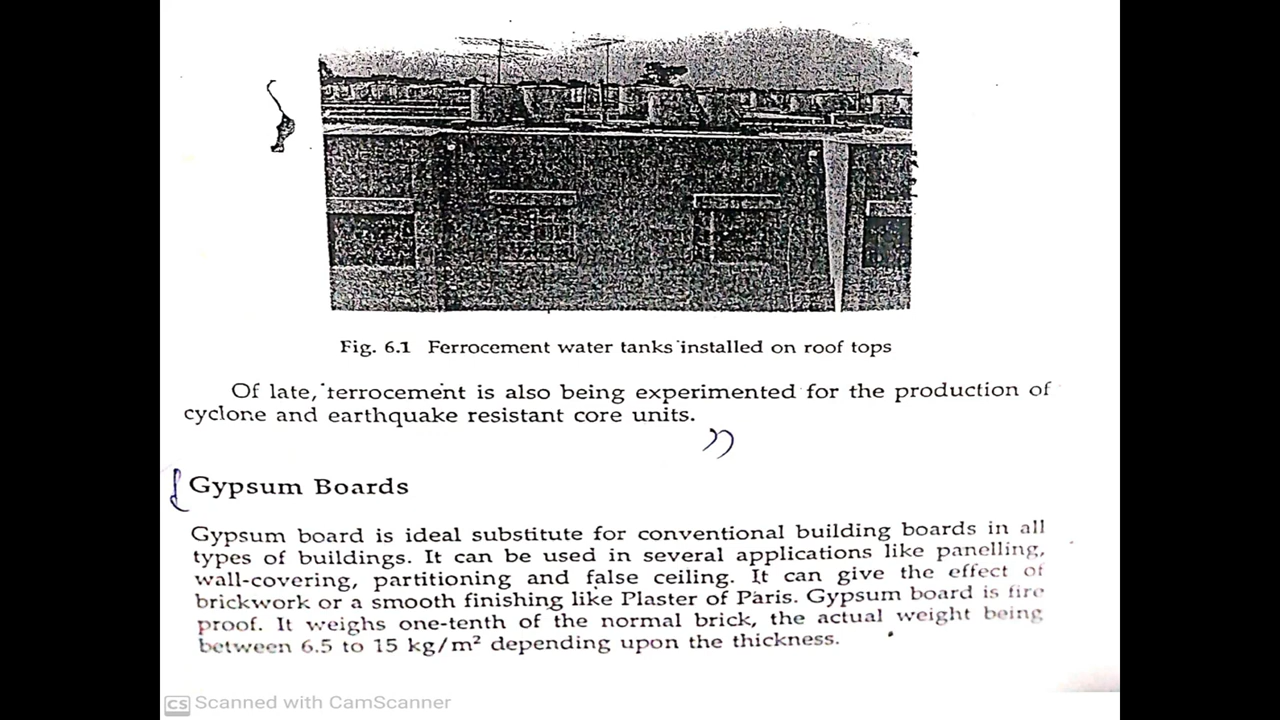 Fig. 6.1 Ferrocement water tanks installed on roof tops
Of late, terrocement is also being experimented for the production of
cyclone and earthquake resistant core units.
Gypsum Boards
Gypsum board is ideal substitute for conventional building boards in all
types of buildings. It can be used in several applications like panelling,
wall-covering, partitioning and false ceiling. It can give the effect of
brickwork or a smooth finishing like Plaster of Paris. Gypsum board is fire
proof. It weighs one-tenth of the normal brick, the actual weight being
between 6.5 to 15 kg/m² depending upon the thickness.
CS Scanned with CamScanner